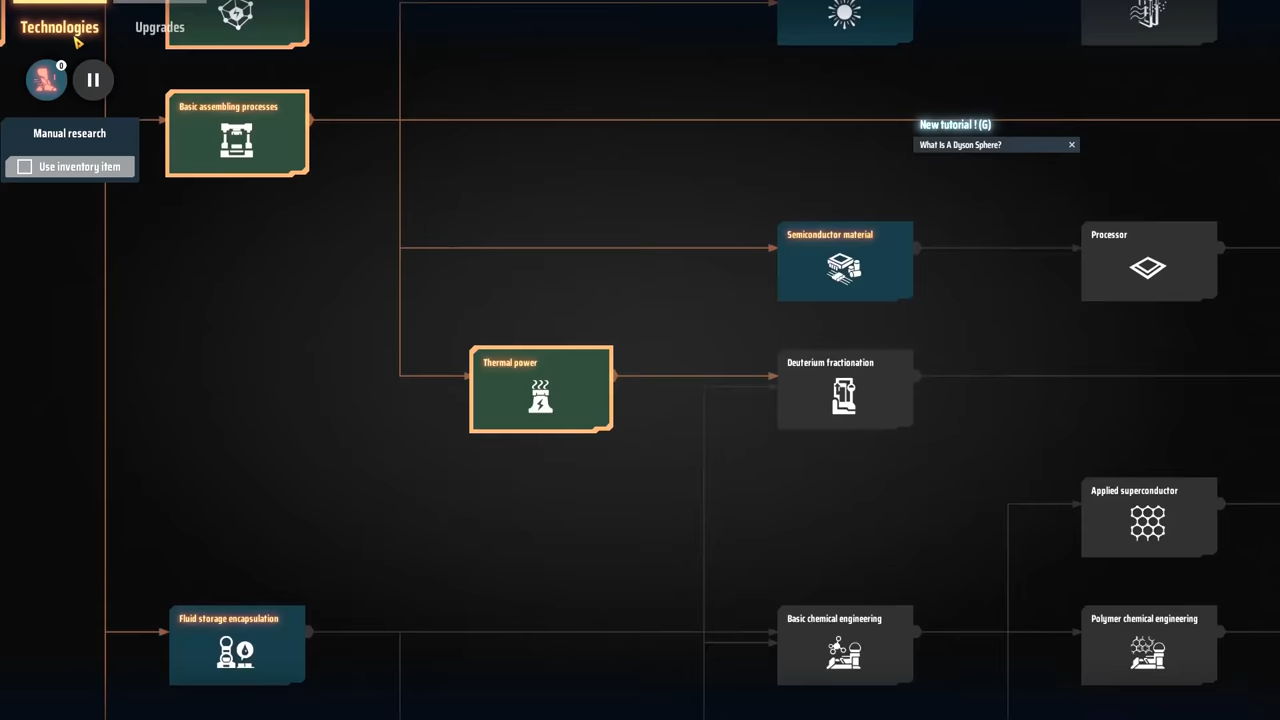 Technologies
Upgrades
0
Basic assembling processes
New tutorial ! (G)
Manual research
What Is A Dyson Sphere?
Use inventory item
Semiconductor material
Processor
Thermal power
Deuterium fractionation
Applied superconductor
Fluid storage encapsulation
Basic chemical engineering
Polymer chemical engineering